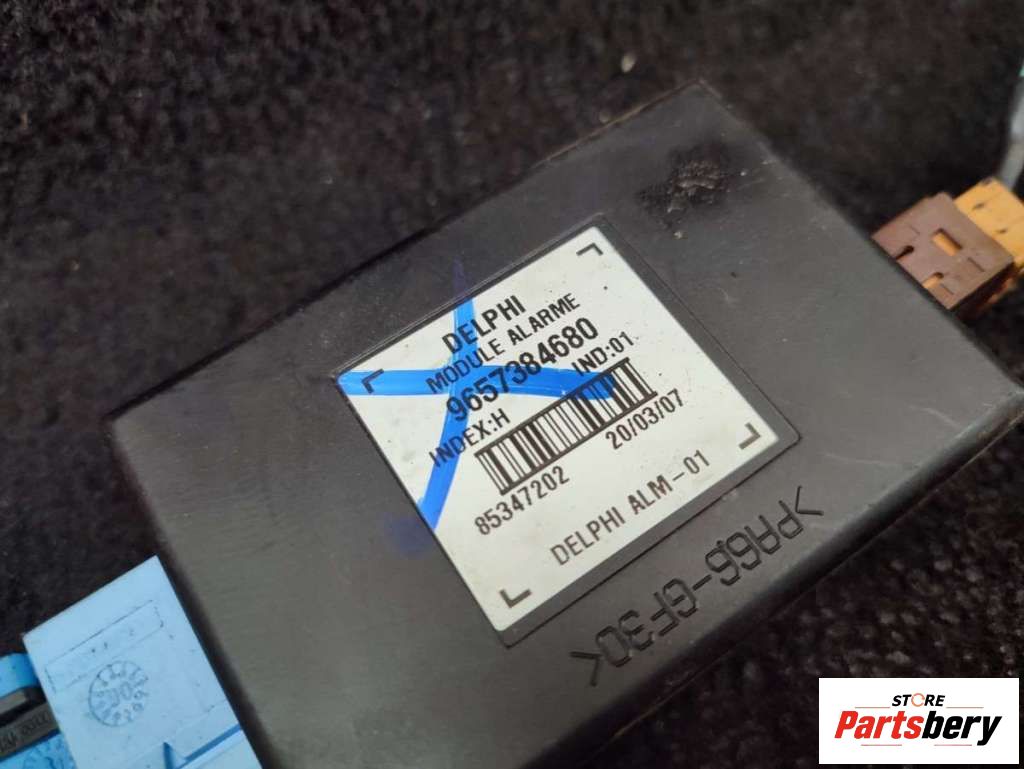 DELPHI
MODULE ALARME
9657384680
INDEX:H IND:01
85347202 20/03/07
DELPHI ALM-01
>PA66-GF30<
STORE
Partsbery